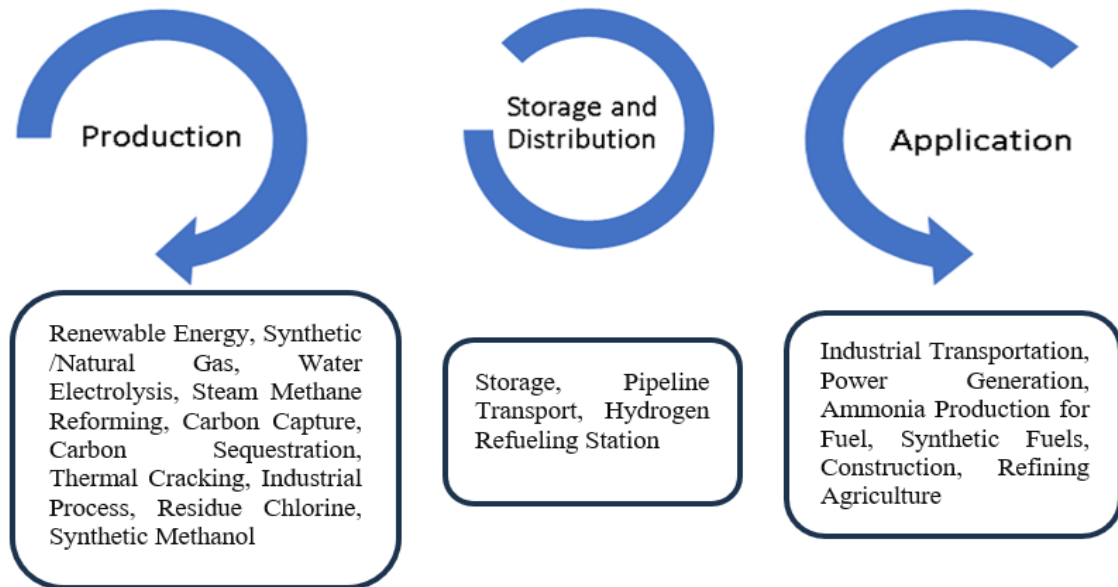 Production
Storage and
Distribution
Application
Renewable Energy, Synthetic
/Natural Gas, Water
Electrolysis, Steam Methane
Reforming, Carbon Capture,
Carbon Sequestration,
Thermal Cracking, Industrial
Process, Residue Chlorine,
Synthetic Methanol
Storage, Pipeline
Transport, Hydrogen
Refueling Station
Industrial Transportation,
Power Generation,
Ammonia Production for
Fuel, Synthetic Fuels,
Construction, Refining
Agriculture